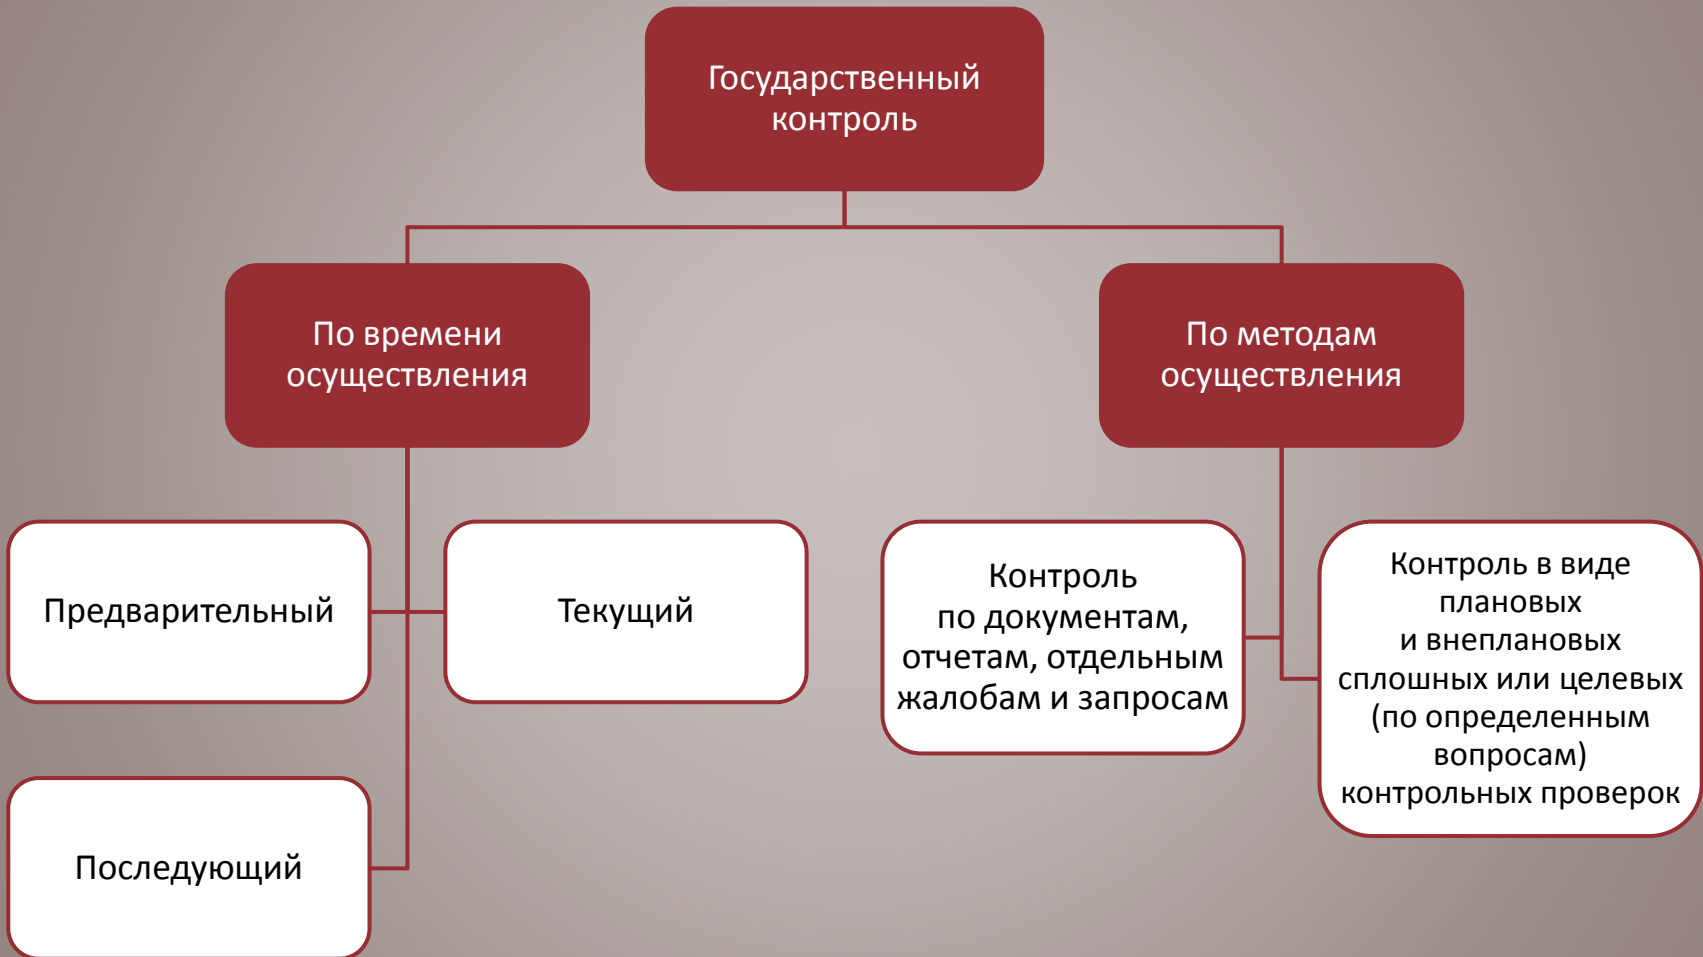 Государственный
контроль
По времени
осуществления
По методам
осуществления
Предварительный
Текущий
Последующий
Контроль
по документам,
отчетам, отдельным
жалобам и запросам
Контроль в виде
плановых
и внеплановых
сплошных или целевых
(по определенным
вопросам)
контрольных проверок